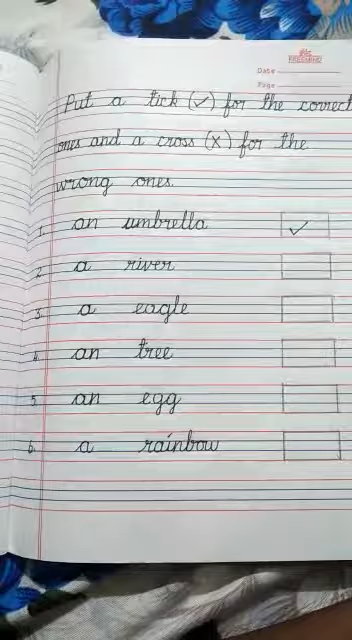 Date
Page
Put a tick (✓) for the correct
ones and a cross (x) for the
wrong ones.
1. an umbrella ✓
2. a river
3. a eagle
4. an tree
5. an egg
6. a rainbow